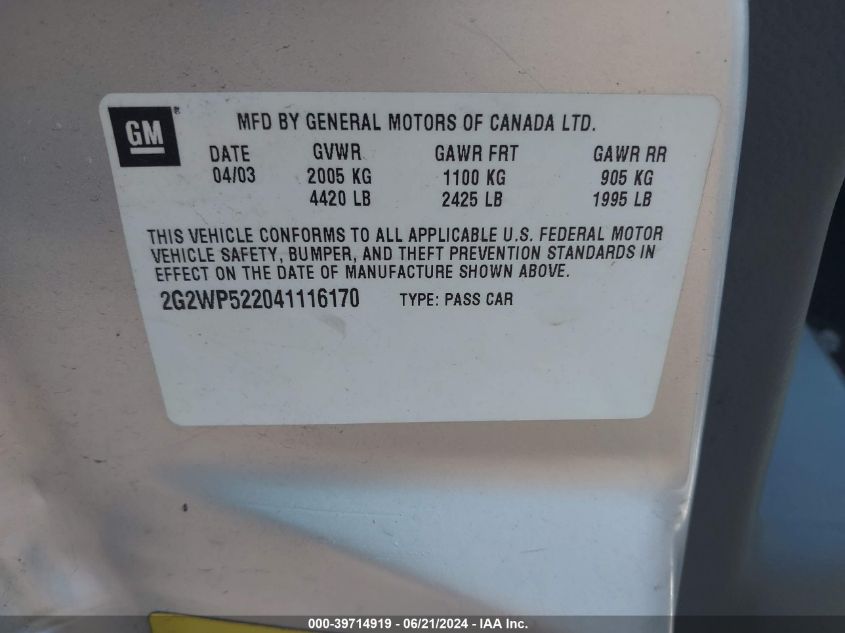 GM®
MFD BY GENERAL MOTORS OF CANADA LTD.
DATE GVWR GAWR FRT GAWR RR
04/03 2005 KG 1100 KG 905 KG
4420 LB 2425 LB 1995 LB
THIS VEHICLE CONFORMS TO ALL APPLICABLE U.S. FEDERAL MOTOR
VEHICLE SAFETY, BUMPER, AND THEFT PREVENTION STANDARDS IN
EFFECT ON THE DATE OF MANUFACTURE SHOWN ABOVE.
2G2WP522041116170 TYPE: PASS CAR
000-39714919 - 06/21/2024 - IAA Inc.